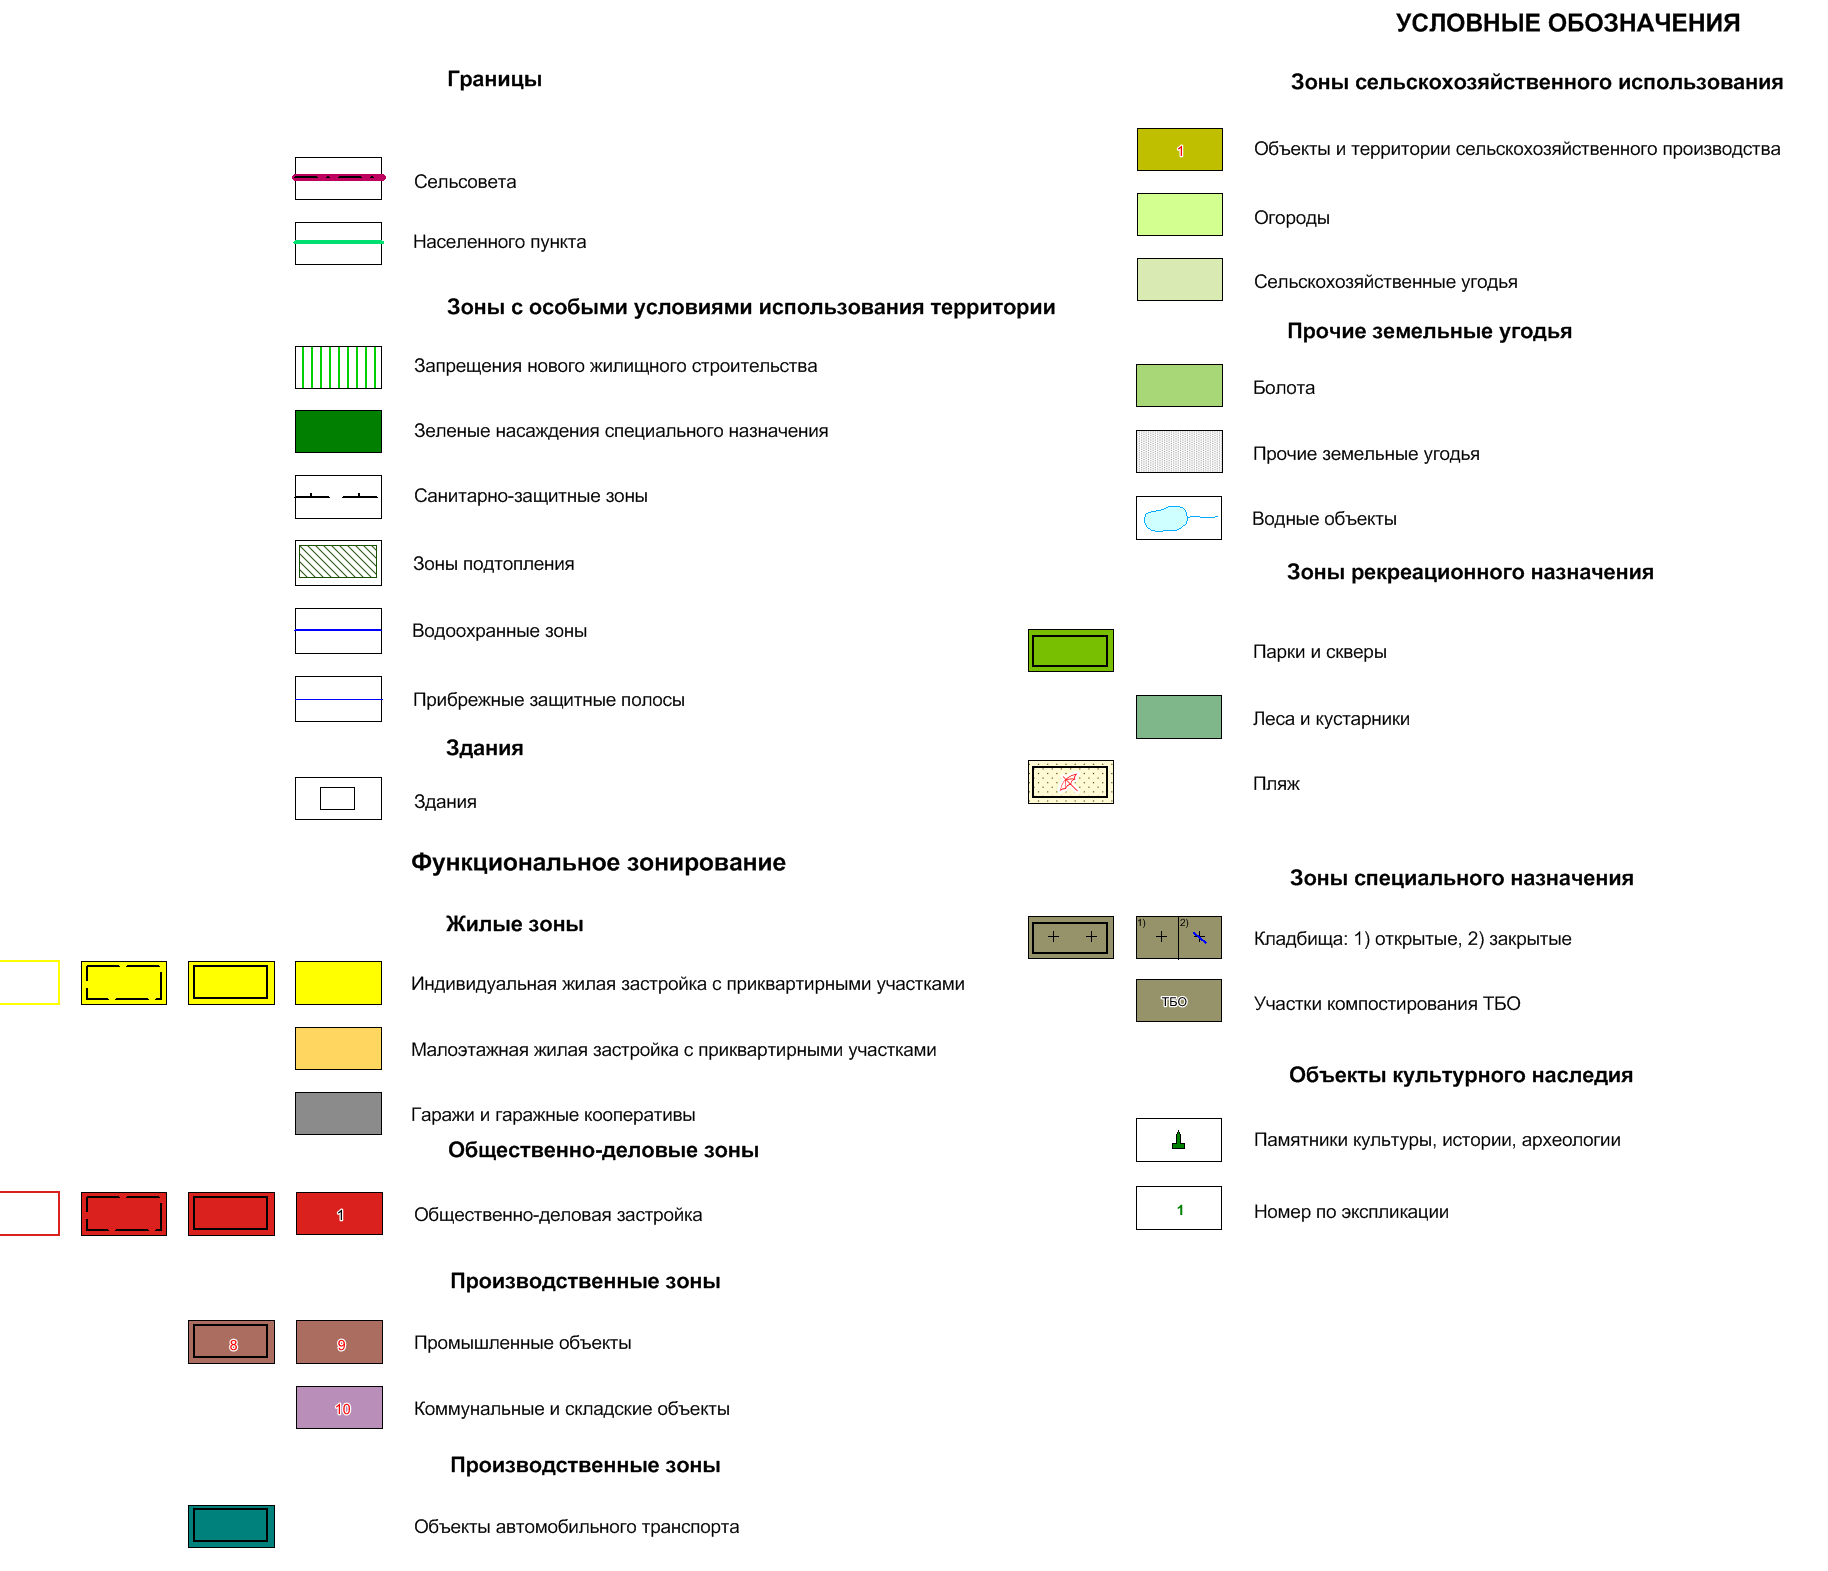 УСЛОВНЫЕ ОБОЗНАЧЕНИЯ
Границы
Сельсовета
Населенного пункта
Зоны с особыми условиями использования территории
Запрещения нового жилищного строительства
Зеленые насаждения специального назначения
Санитарно-защитные зоны
Зоны подтопления
Водоохранные зоны
Прибрежные защитные полосы
Здания
Здания
Функциональное зонирование
Жилые зоны
Индивидуальная жилая застройка с приквартирными участками
Малоэтажная жилая застройка с приквартирными участками
Гаражи и гаражные кооперативы
Общественно-деловые зоны
1 Общественно-деловая застройка
Производственные зоны
8 9 Промышленные объекты
10 Коммунальные и складские объекты
Производственные зоны
Объекты автомобильного транспорта
Зоны сельскохозяйственного использования
1 Объекты и территории сельскохозяйственного производства
Огороды
Сельскохозяйственные угодья
Прочие земельные угодья
Болота
Прочие земельные угодья
Водные объекты
Зоны рекреационного назначения
Парки и скверы
Леса и кустарники
Пляж
Зоны специального назначения
1) 2) Кладбища: 1) открытые, 2) закрытые
ТБО Участки компостирования ТБО
Объекты культурного наследия
Памятники культуры, истории, археологии
1 Номер по экспликации